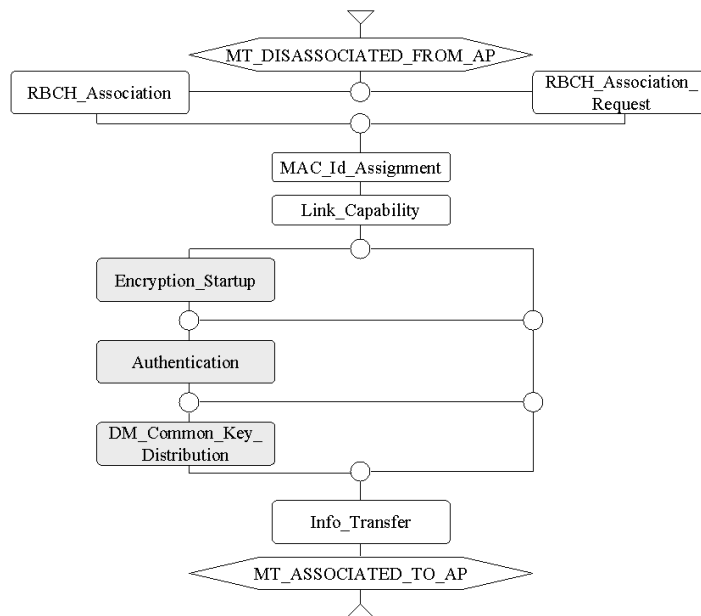 MT_DISASSOCIATED_FROM_AP
RBCH_Association
RBCH_Association_
Request
MAC_Id_Assignment
Link_Capability
Encryption_Startup
Authentication
DM_Common_Key_
Distribution
Info_Transfer
MT_ASSOCIATED_TO_AP